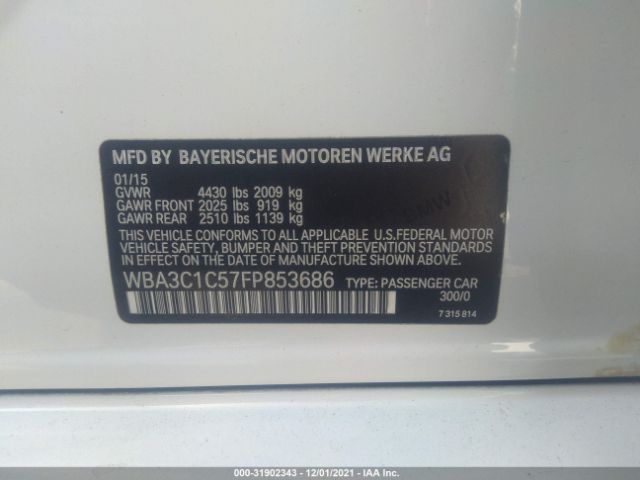 MFD BY BAYERISCHE MOTOREN WERKE AG
01/15
GVWR 4430 lbs 2009 kg
GAWR FRONT 2025 lbs 919 kg
GAWR REAR 2510 lbs 1139 kg
THIS VEHICLE CONFORMS TO ALL APPLICABLE U.S.FEDERAL MOTOR
VEHICLE SAFETY, BUMPER, AND THEFT PREVENTION
STANDARDS IN EFFECT ON THE DATE OF MANUFACTURE SHOWN ABOVE.
WBA3C1C57FP853686 TYPE: PASSENGER CAR
300/0
7 315 814
BMW
000-31902343 - 12/01/2021 - Copyright © IAA, Inc